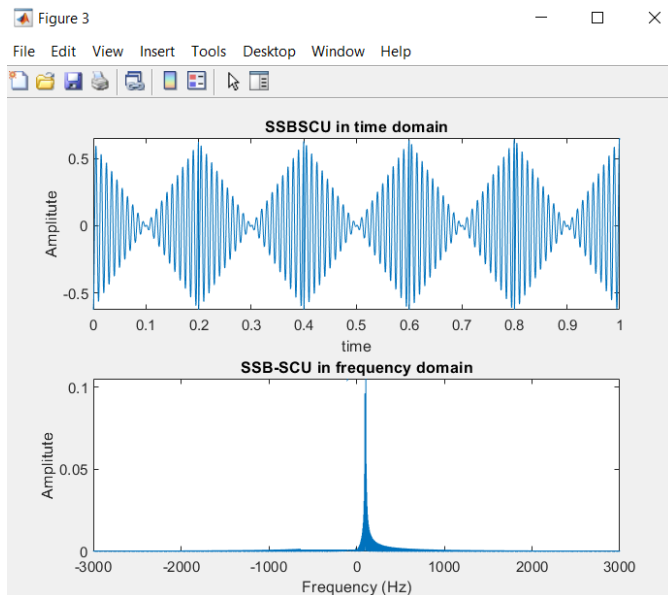 Figure 3
File Edit View Insert Tools Desktop Window Help
SSBSCU in time domain
0.5
0
-0.5
Amplitute
0 0.1 0.2 0.3 0.4 0.5 0.6 0.7 0.8 0.9 1
time
SSB-SCU in frequency domain
0.1
0.05
0
Amplitute
-3000 -2000 -1000 0 1000 2000 3000
Frequency (Hz)